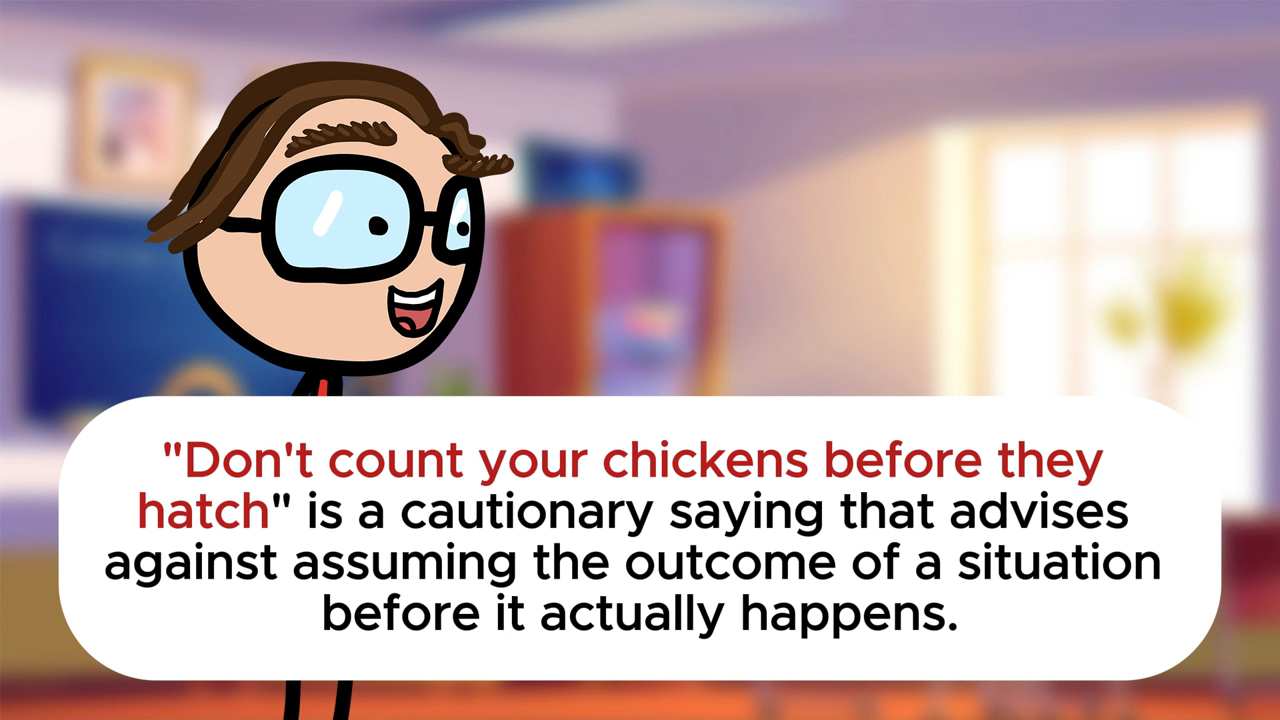 "Don't count your chickens before they
hatch" is a cautionary saying that advises
against assuming the outcome of a situation
before it actually happens.